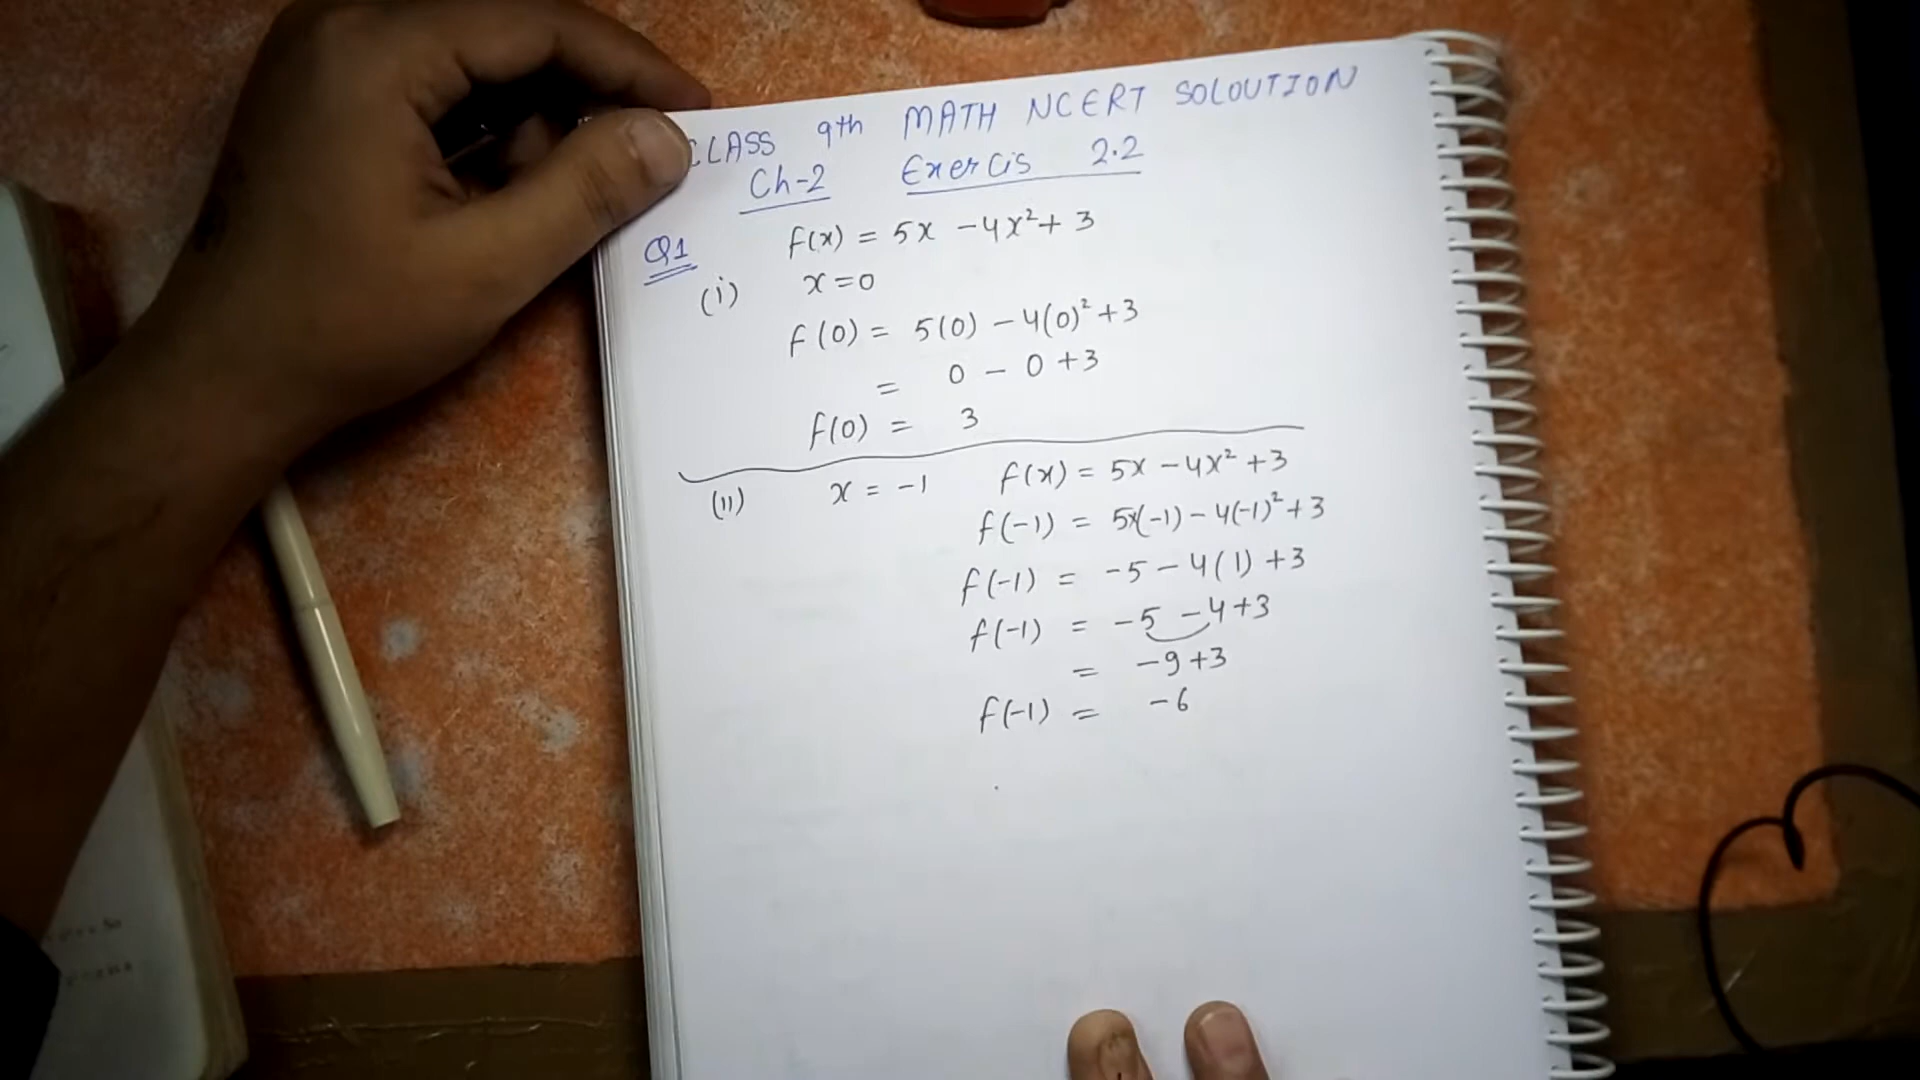 CLASS 9th MATH NCERT SOLOUTION
Ch-2 Exercis 2.2
Q1 f(x) = 5x - 4x² + 3
(i) x = 0
f(0) = 5(0) - 4(0)² + 3
= 0 - 0 + 3
f(0) = 3
(11) x = -1 f(x) = 5x - 4x² + 3
f(-1) = 5x(-1) - 4(-1)² + 3
f(-1) = -5 - 4(1) + 3
f(-1) = -5 - 4 + 3
= -9 + 3
f(-1) = -6